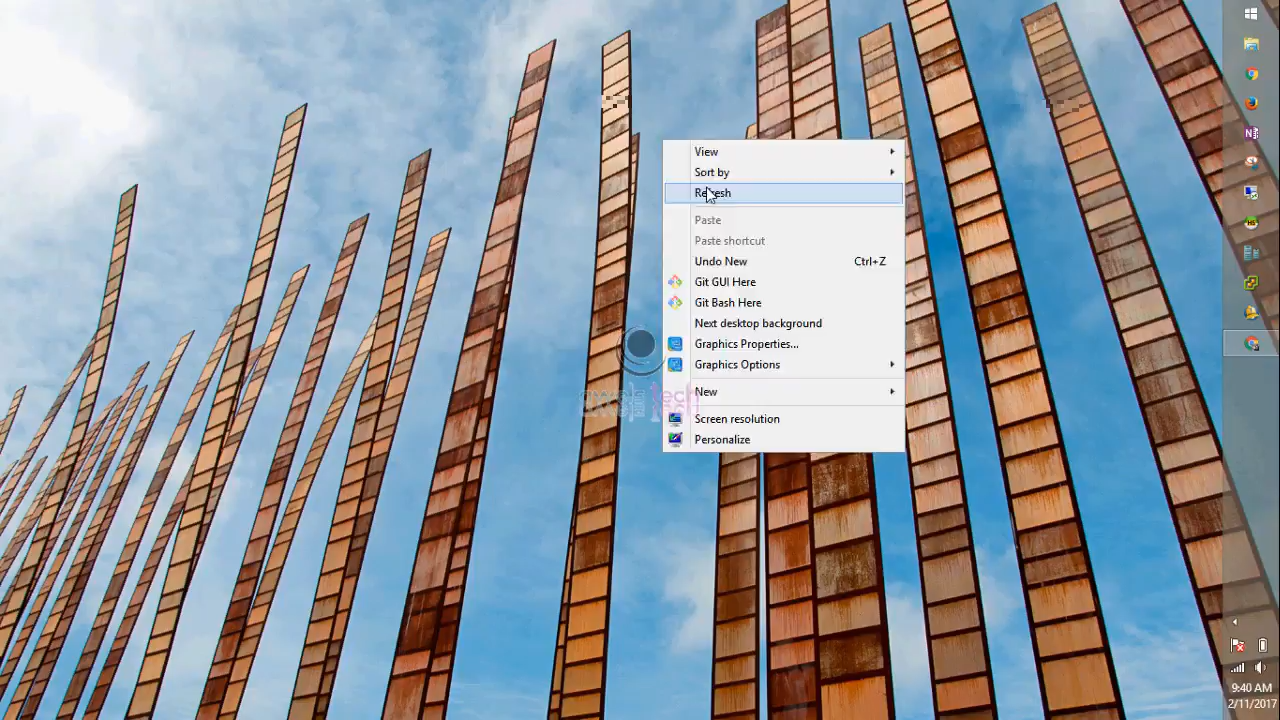 View
Sort by
Refresh
Paste
Paste shortcut
Undo New Ctrl+Z
Git GUI Here
Git Bash Here
Next desktop background
Graphics Properties...
Graphics Options
tech
New
Screen resolution
Personalize
9:40 AM
2/11/2017